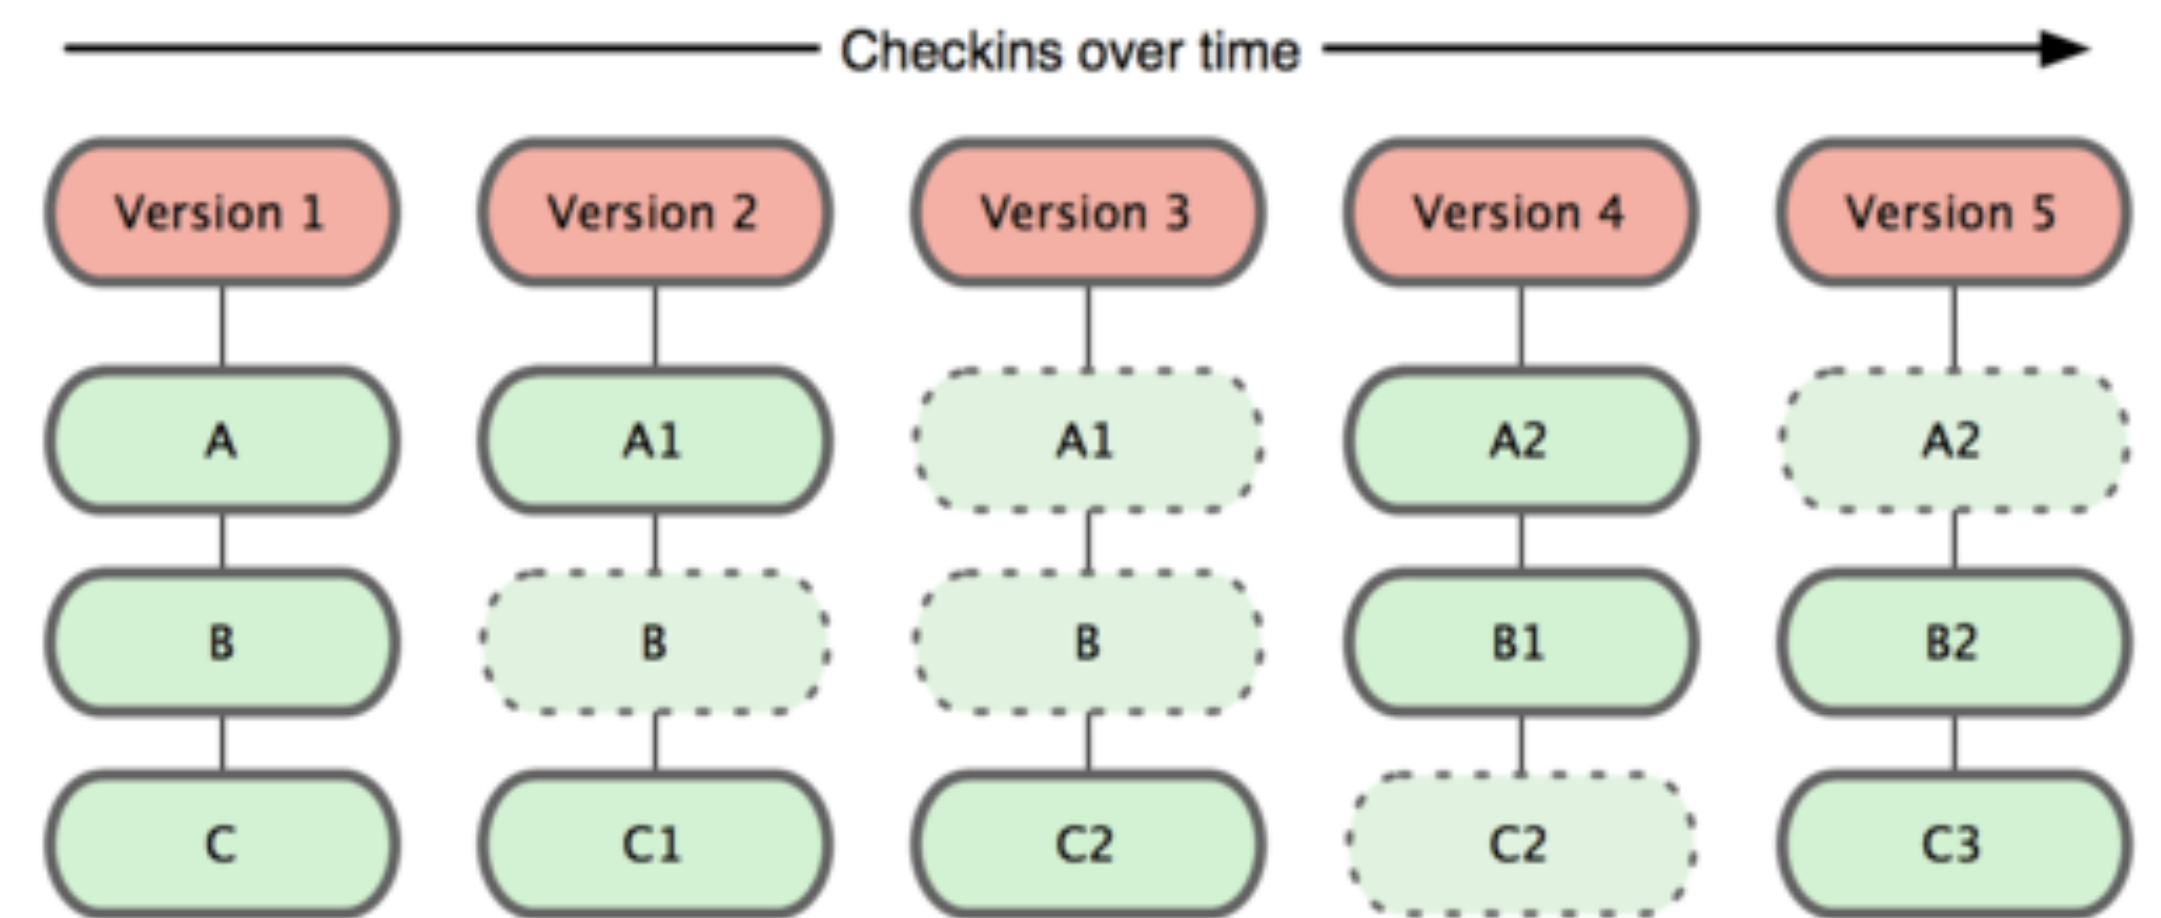 Checkins over time
Version 1 Version 2 Version 3 Version 4 Version 5
A A1 A1 A2 A2
B B B B1 B2
C C1 C2 C2 C3